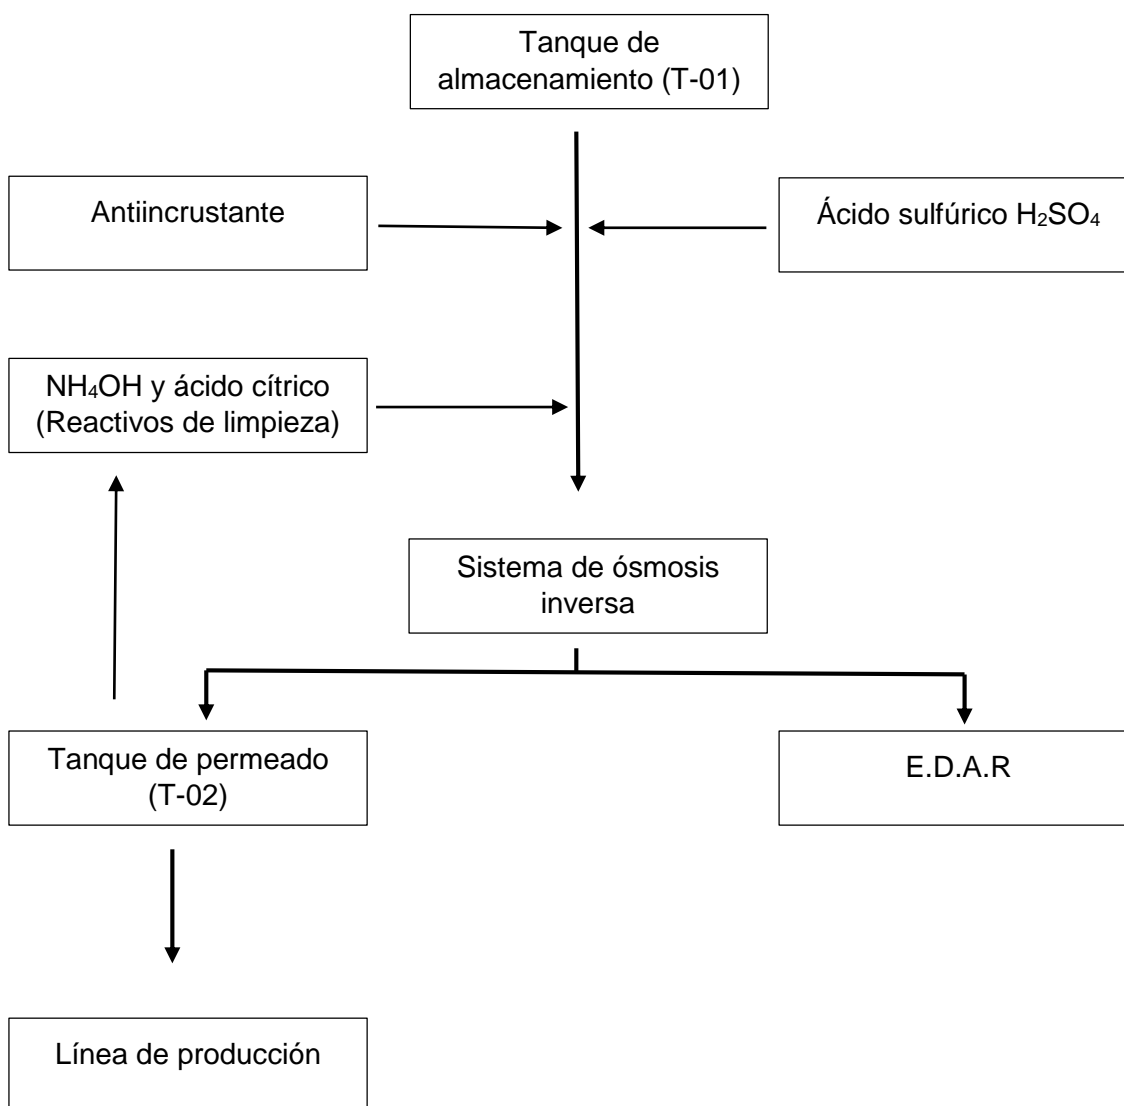 Tanque de
almacenamiento (T-01)
Antiincrustante
Ácido sulfúrico H₂SO₄
NH₄OH y ácido cítrico
(Reactivos de limpieza)
Sistema de ósmosis
inversa
Tanque de permeado
(T-02)
E.D.A.R
Línea de producción